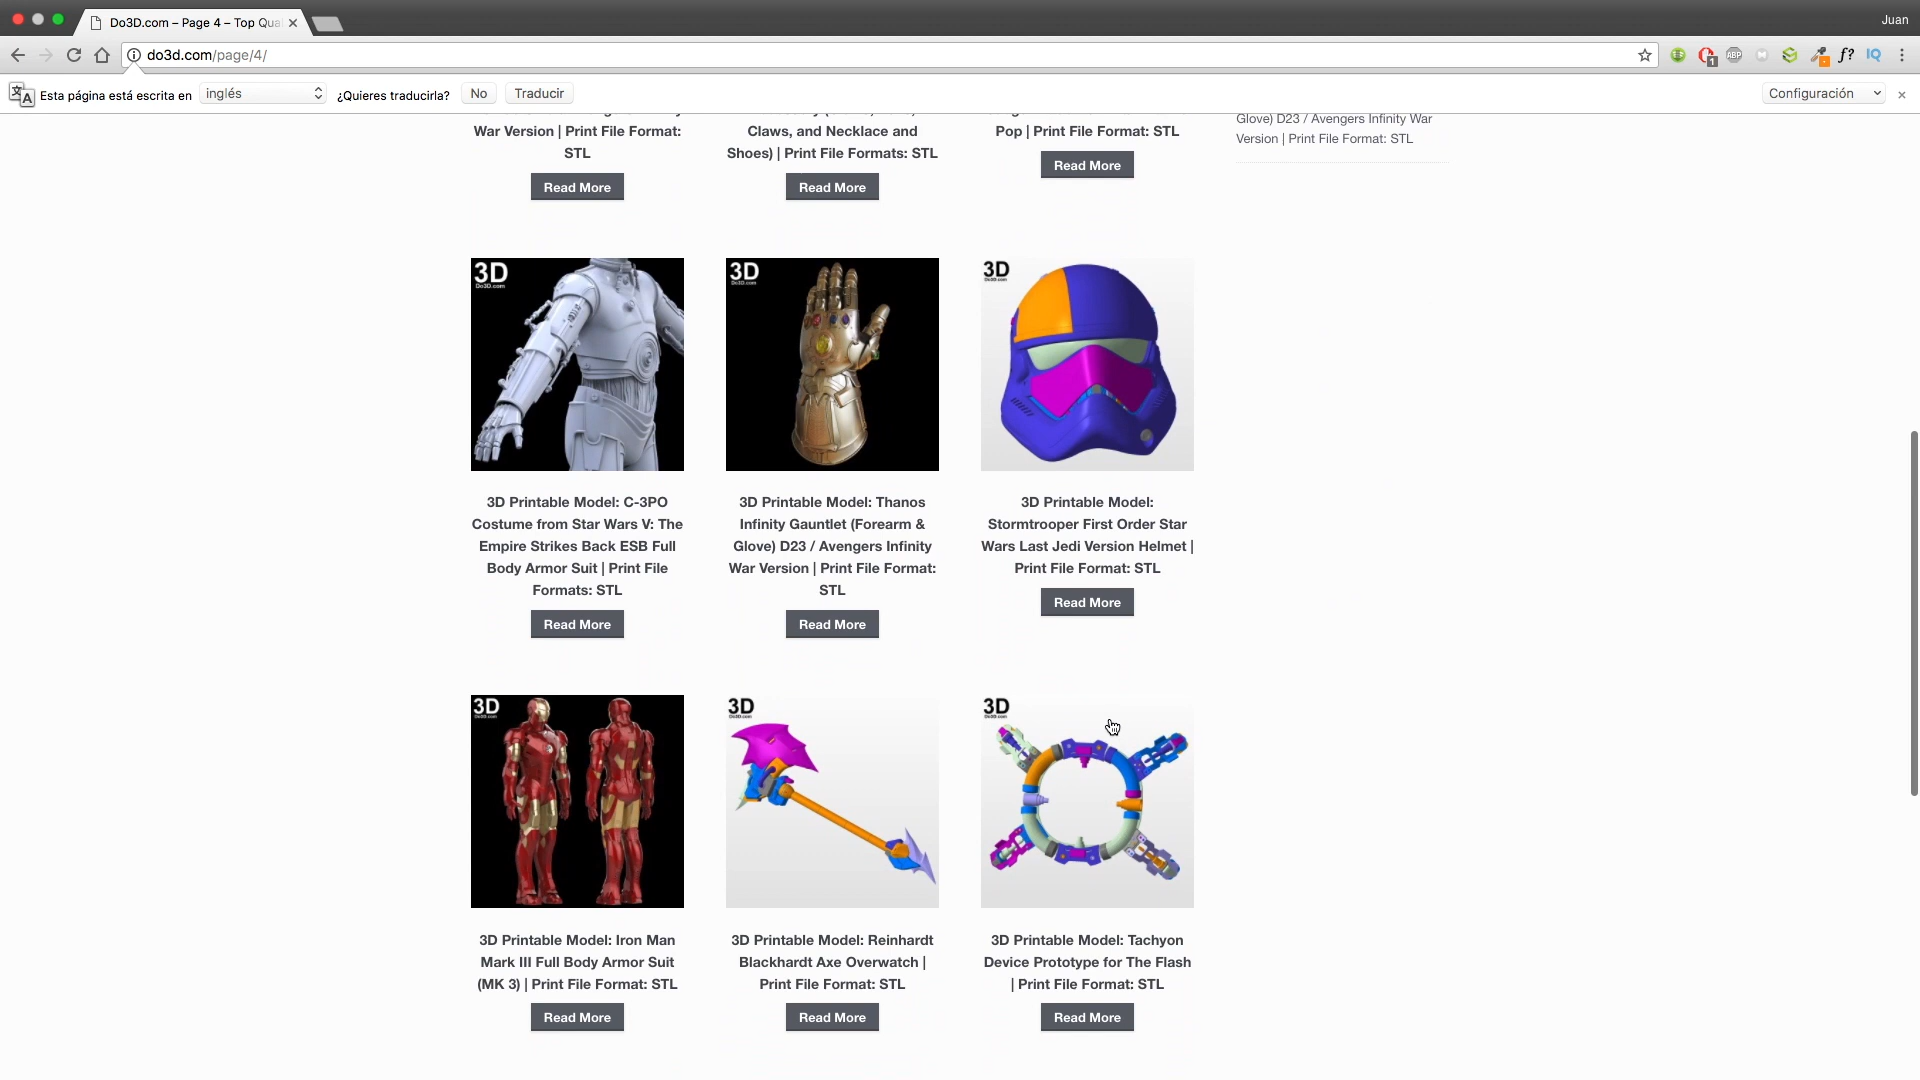 Do3D.com – Page 4 – Top Qua
Juan
do3d.com/page/4/
1
ABP
f?
IQ
Esta página está escrita en
inglés
¿Quieres traducirla?
No
Traducir
Configuración
War Version | Print File Format:
STL
Read More
Claws, and Necklace and
Shoes) | Print File Formats: STL
Read More
Pop | Print File Format: STL
Read More
Glove) D23 / Avengers Infinity War
Version | Print File Format: STL
3D
Do3D.com
3D Printable Model: C-3PO
Costume from Star Wars V: The
Empire Strikes Back ESB Full
Body Armor Suit | Print File
Formats: STL
Read More
3D
Do3D.com
3D Printable Model: Thanos
Infinity Gauntlet (Forearm &
Glove) D23 / Avengers Infinity
War Version | Print File Format:
STL
Read More
3D
Do3D.com
3D Printable Model:
Stormtrooper First Order Star
Wars Last Jedi Version Helmet |
Print File Format: STL
Read More
3D
Do3D.com
3D Printable Model: Iron Man
Mark III Full Body Armor Suit
(MK 3) | Print File Format: STL
Read More
3D
Do3D.com
3D Printable Model: Reinhardt
Blackhardt Axe Overwatch |
Print File Format: STL
Read More
3D
Do3D.com
3D Printable Model: Tachyon
Device Prototype for The Flash
| Print File Format: STL
Read More